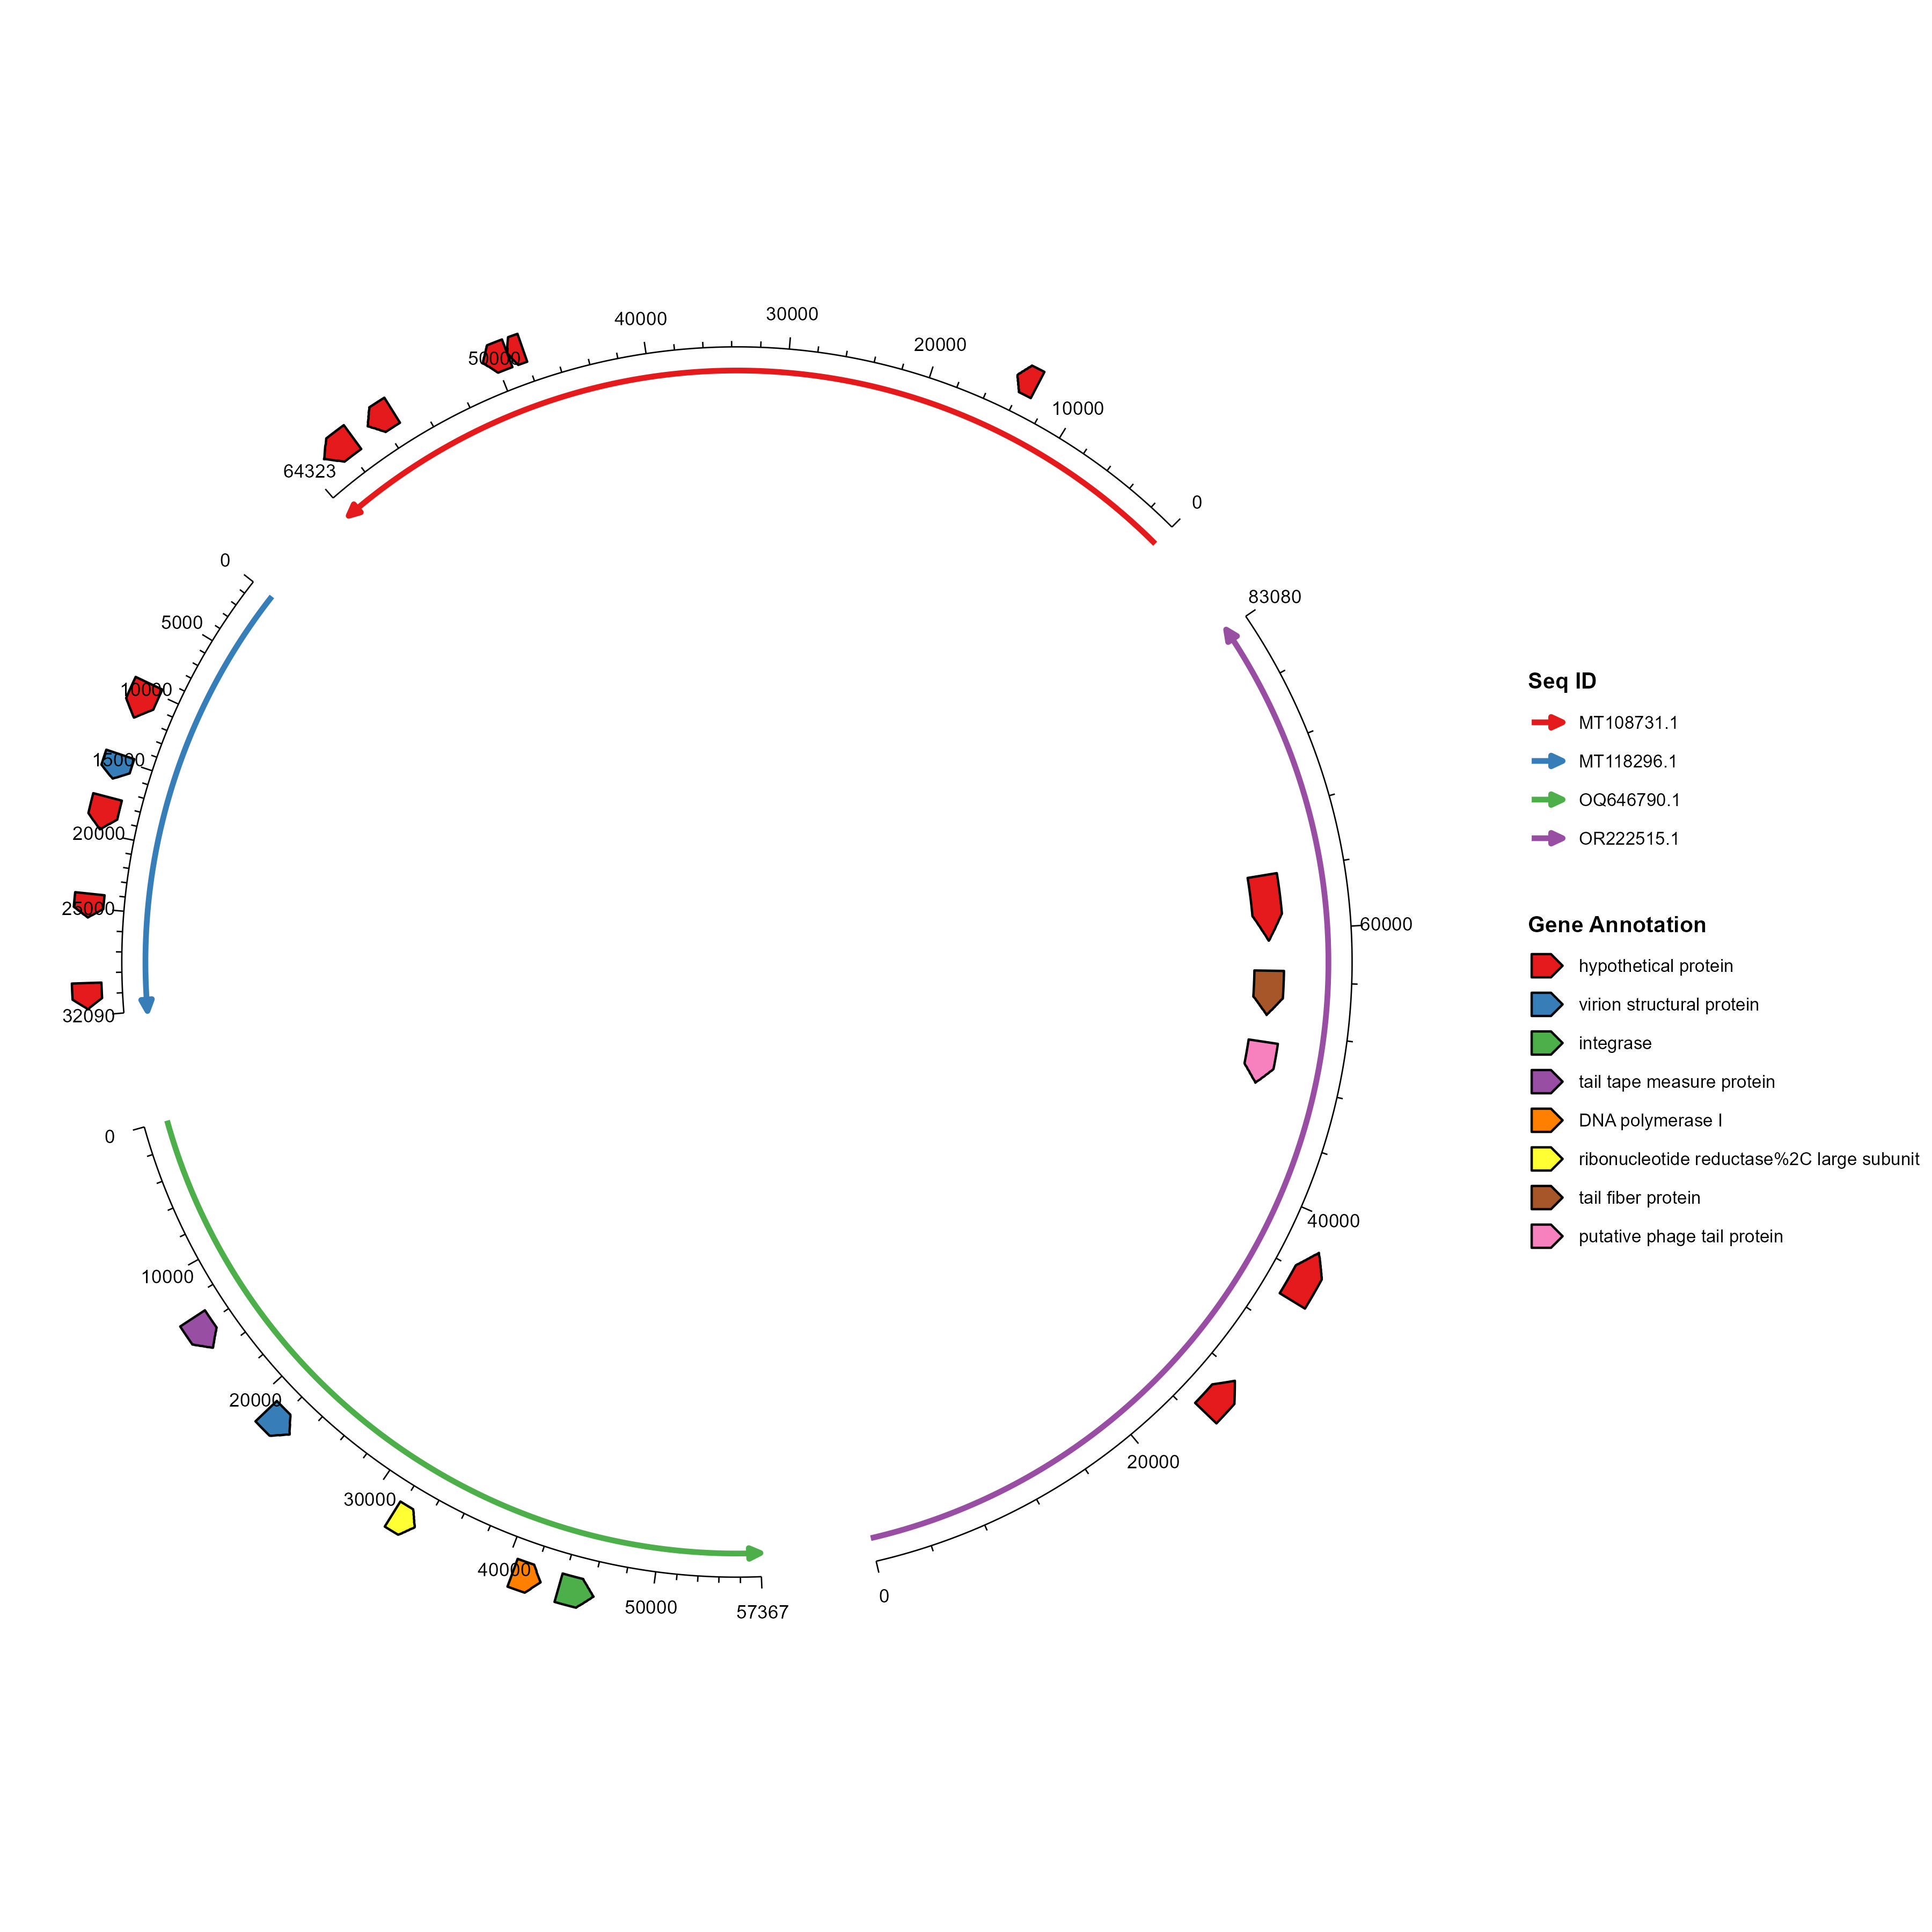 40000
30000
20000
50000
10000
64323
0
0
5000
10000
15000
20000
25000
32090
83080
60000
40000
20000
0
0
10000
20000
30000
40000
50000
57367
Seq ID
MT108731.1
MT118296.1
OQ646790.1
OR222515.1
Gene Annotation
hypothetical protein
virion structural protein
integrase
tail tape measure protein
DNA polymerase I
ribonucleotide reductase%2C large subunit
tail fiber protein
putative phage tail protein